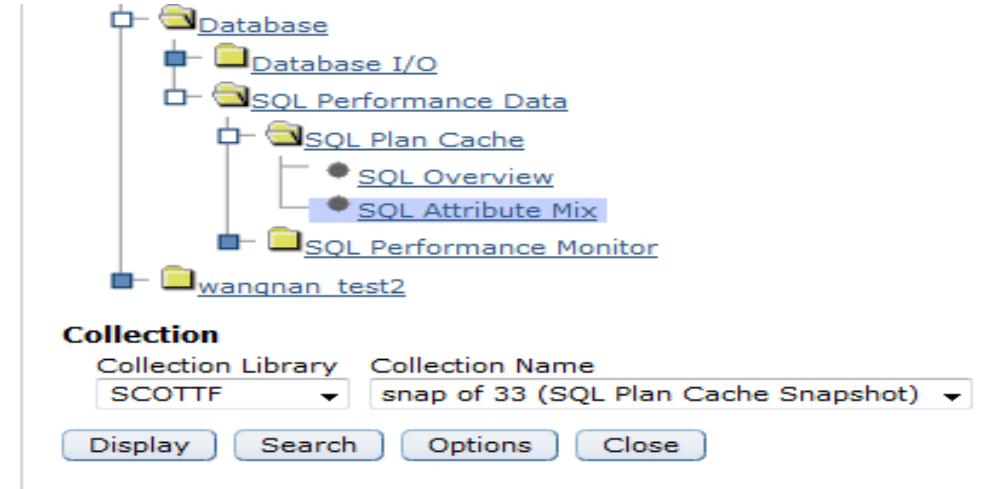 Database
Database I/O
SQL Performance Data
SQL Plan Cache
SQL Overview
SQL Attribute Mix
SQL Performance Monitor
wangnan_test2
Collection
Collection Library Collection Name
SCOTTF snap of 33 (SQL Plan Cache Snapshot)
Display Search Options Close